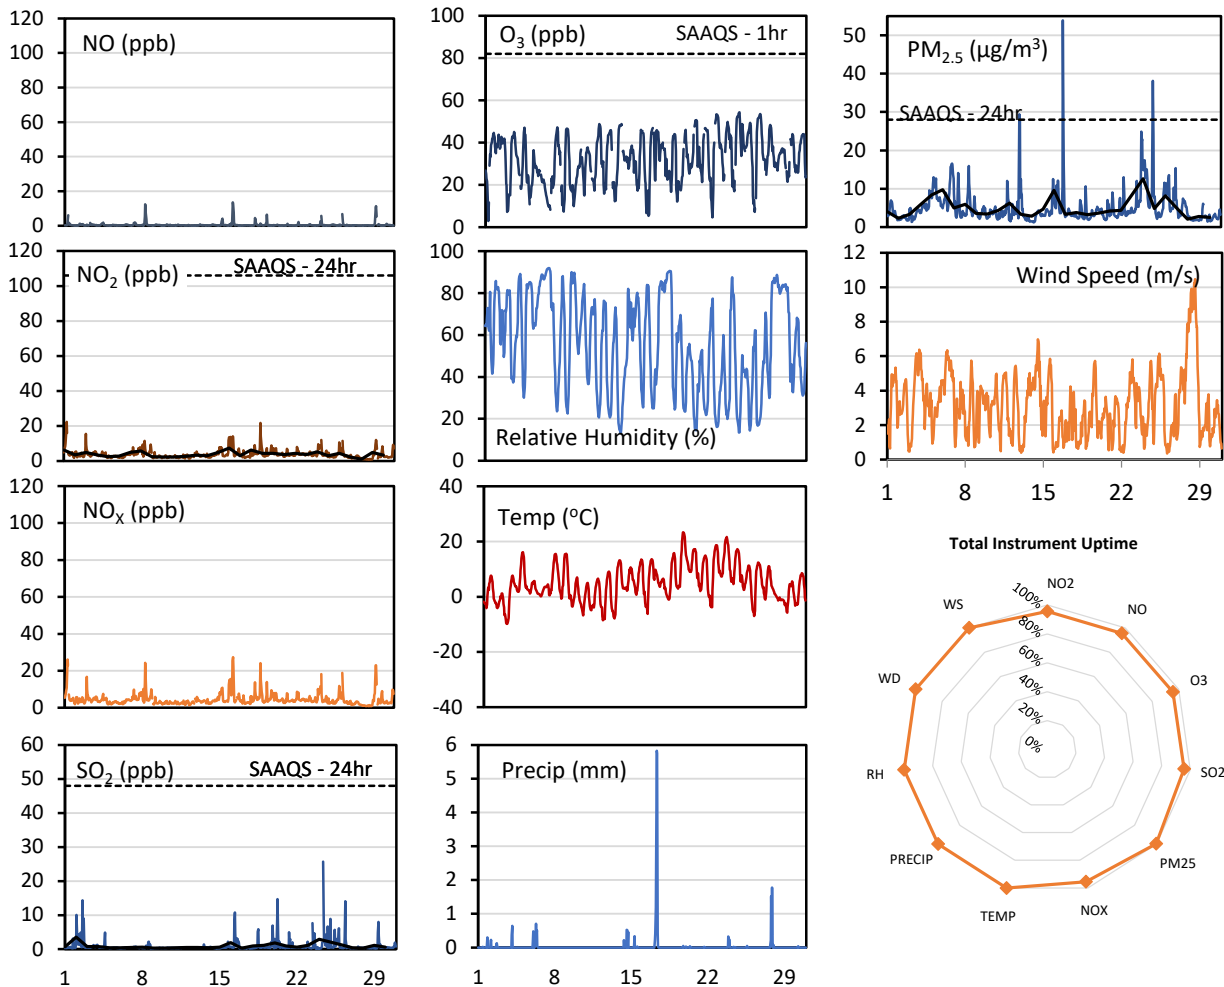 120
100
80
60
40
20
0
NO (ppb)
120
100
80
60
40
20
0
SAAQS - 24hr
NO2 (ppb)
120
100
80
60
40
20
0
NOX (ppb)
60
50
40
30
20
10
0
SO2 (ppb)
SAAQS - 24hr
1 8 15 22 29
100
80
60
40
20
0
O3 (ppb)
SAAQS - 1hr
100
80
60
40
20
0
Relative Humidity (%)
40
20
0
-20
-40
Temp (oC)
6
5
4
3
2
1
0
Precip (mm)
1 8 15 22 29
50
40
30
20
10
0
PM2.5 (µg/m3)
SAAQS - 24hr
12
10
8
6
4
2
0
Wind Speed (m/s)
1 8 15 22 29
Total Instrument Uptime
100%
80%
60%
40%
20%
0%
NO2
NO
O3
SO2
PM25
NOX
TEMP
PRECIP
RH
WD
WS